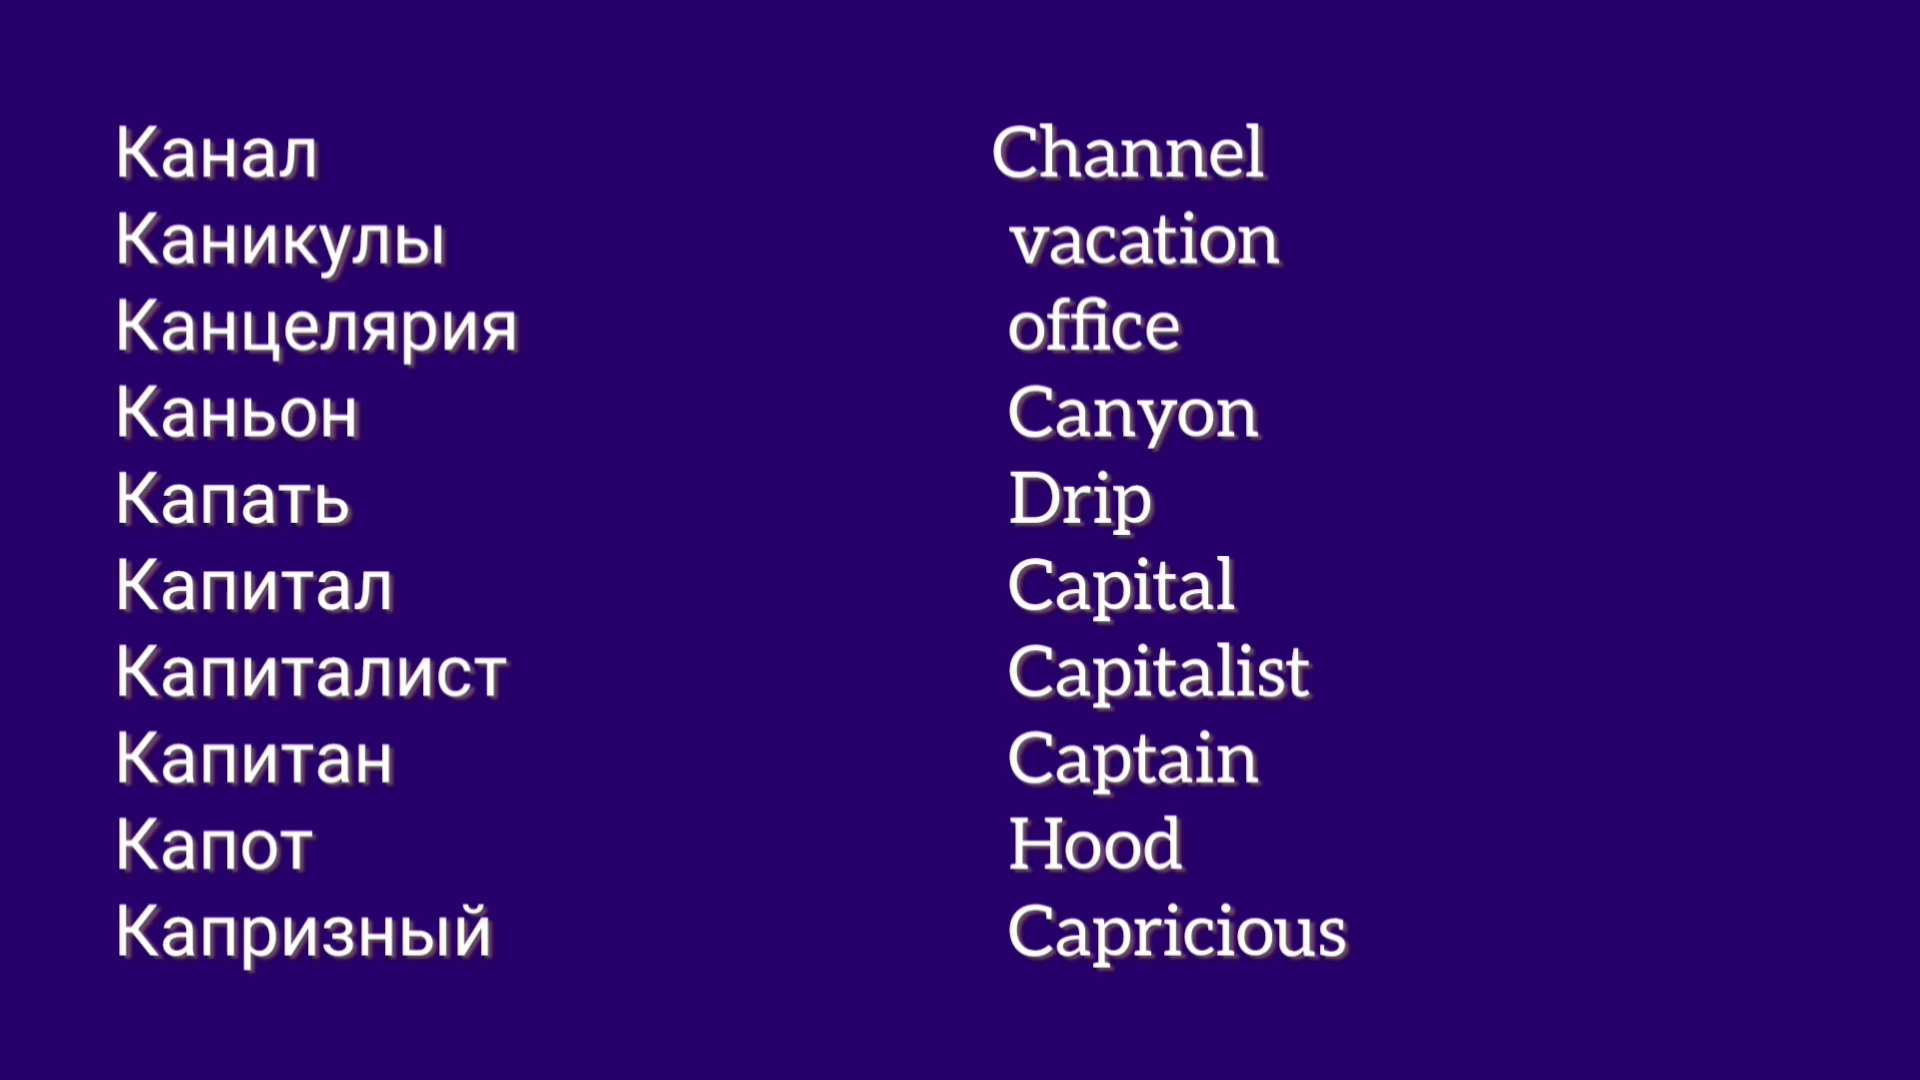 Канал Channel
Каникулы vacation
Канцелярия office
Каньон Canyon
Капать Drip
Капитал Capital
Капиталист Capitalist
Капитан Captain
Капот Hood
Капризный Capricious